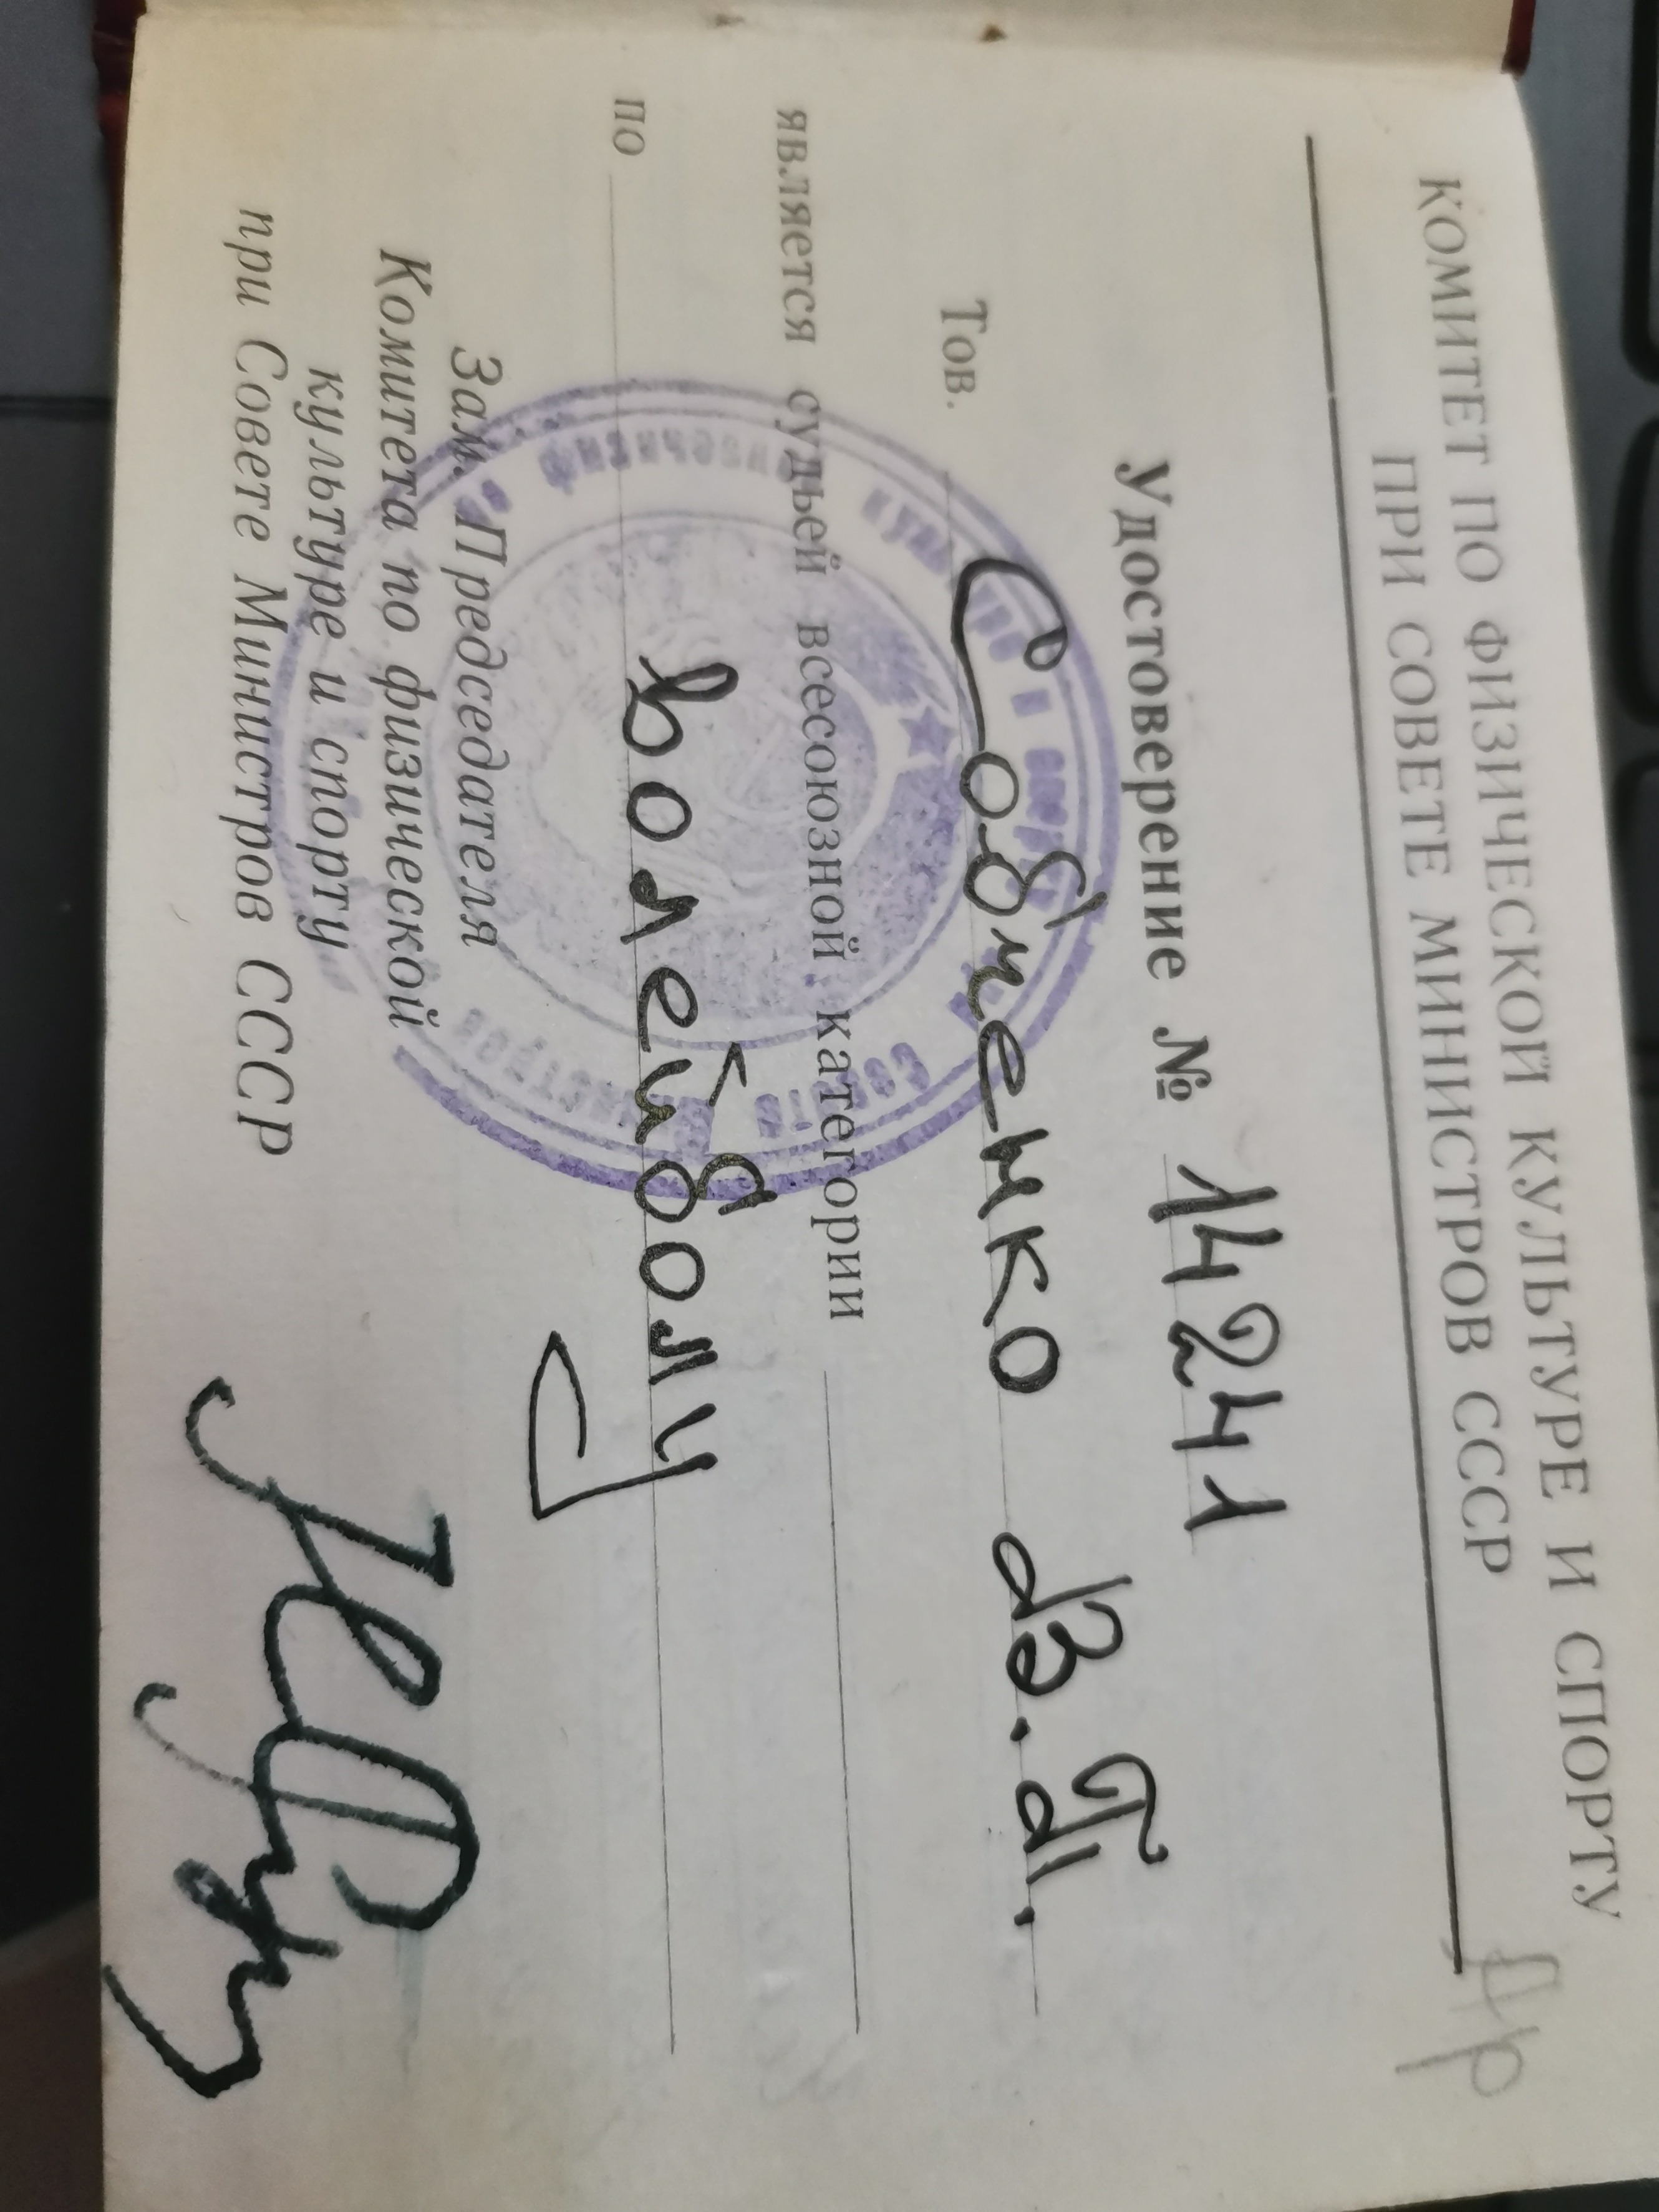 КОМИТЕТ ПО ФИЗИЧЕСКОЙ КУЛЬТУРЕ И СПОРТУ
ПРИ СОВЕТЕ МИНИСТРОВ СССР
Удостоверение № 14241
Тов. Собченко В.Г.
является судьей всесоюзной категории
по волейболу
Зам. Председателя
Комитета по физической
культуре и спорту
при Совете Министров СССР